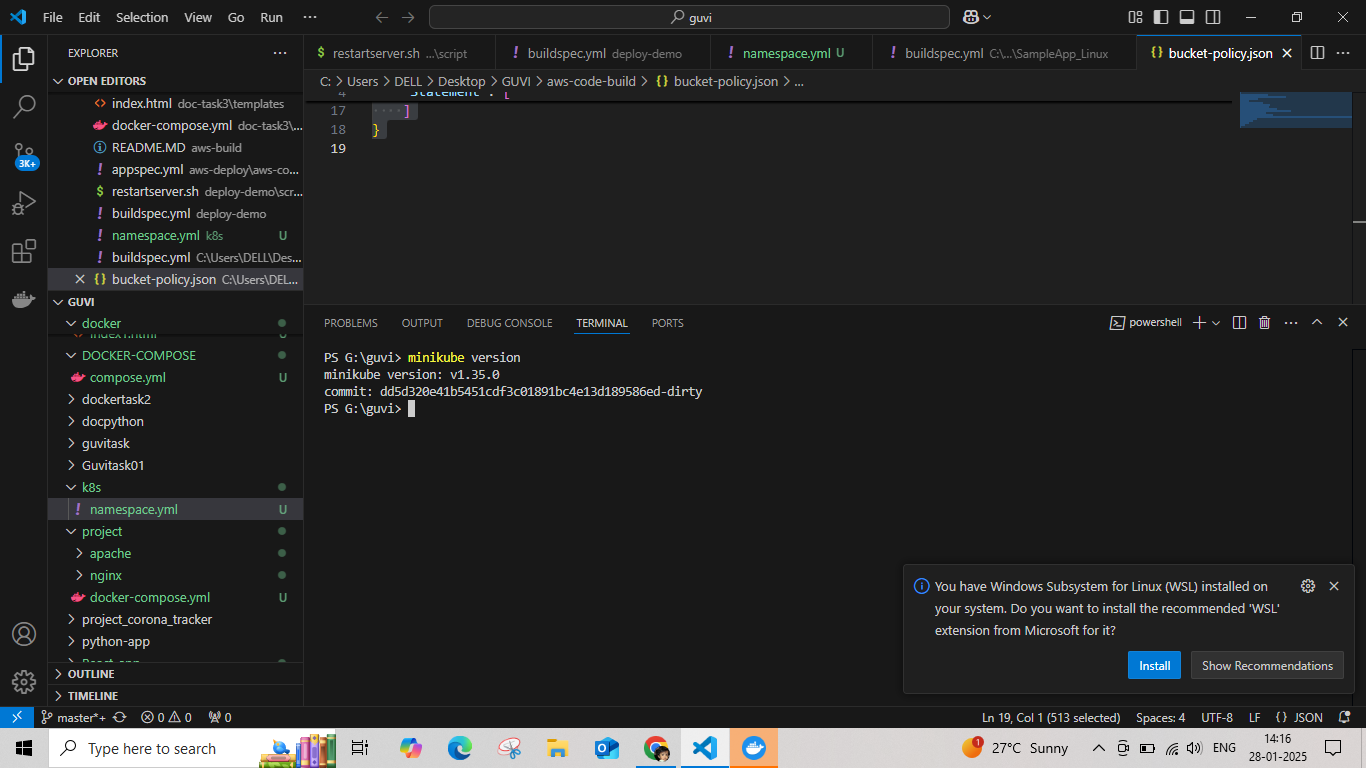 File Edit Selection View Go Run ···
guvi
EXPLORER
OPEN EDITORS
index.html doc-task3\templates
docker-compose.yml doc-task3\...
README.MD aws-build
appspec.yml aws-deploy\aws-co...
restartserver.sh deploy-demo\scr...
buildspec.yml deploy-demo
namespace.yml k8s U
buildspec.yml C:\Users\DELL\Des...
bucket-policy.json C:\Users\DEL...
GUVI
docker
index1.html U
DOCKER-COMPOSE
compose.yml U
dockertask2
docpython
guvitask
Guvitask01
k8s
namespace.yml U
project
apache
nginx
docker-compose.yml U
project_corona_tracker
python-app
OUTLINE
TIMELINE
3K+
restartserver.sh ...\script
buildspec.yml deploy-demo
namespace.yml U
buildspec.yml C:\...\SampleApp_Linux
bucket-policy.json
C: > Users > DELL > Desktop > GUVI > aws-code-build > {} bucket-policy.json > ...
4 "Statement": [
17 ]
18 }
19
PROBLEMS OUTPUT DEBUG CONSOLE TERMINAL PORTS
powershell
PS G:\guvi> minikube version
minikube version: v1.35.0
commit: dd5d320e41b5451cdf3c01891bc4e13d189586ed-dirty
PS G:\guvi>
You have Windows Subsystem for Linux (WSL) installed on
your system. Do you want to install the recommended 'WSL'
extension from Microsoft for it?
Install Show Recommendations
master*+ 0 0 0
Ln 19, Col 1 (513 selected) Spaces: 4 UTF-8 LF {} JSON
Type here to search
1
27°C Sunny
ENG
14:16
28-01-2025